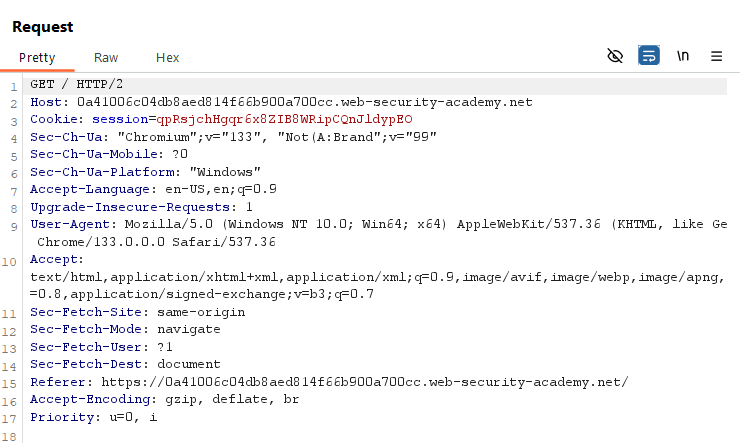 Request
Pretty Raw Hex \n
1 GET / HTTP/2
2 Host: 0a41006c04db8aed814f66b900a700cc.web-security-academy.net
3 Cookie: session=qpRsjchHgqr6x8ZIB8WRipCQnJldypEO
4 Sec-Ch-Ua: "Chromium";v="133", "Not(A:Brand";v="99"
5 Sec-Ch-Ua-Mobile: ?0
6 Sec-Ch-Ua-Platform: "Windows"
7 Accept-Language: en-US,en;q=0.9
8 Upgrade-Insecure-Requests: 1
9 User-Agent: Mozilla/5.0 (Windows NT 10.0; Win64; x64) AppleWebKit/537.36 (KHTML, like Ge
Chrome/133.0.0.0 Safari/537.36
10 Accept:
text/html,application/xhtml+xml,application/xml;q=0.9,image/avif,image/webp,image/apng,
=0.8,application/signed-exchange;v=b3;q=0.7
11 Sec-Fetch-Site: same-origin
12 Sec-Fetch-Mode: navigate
13 Sec-Fetch-User: ?1
14 Sec-Fetch-Dest: document
15 Referer: https://0a41006c04db8aed814f66b900a700cc.web-security-academy.net/
16 Accept-Encoding: gzip, deflate, br
17 Priority: u=0, i
18